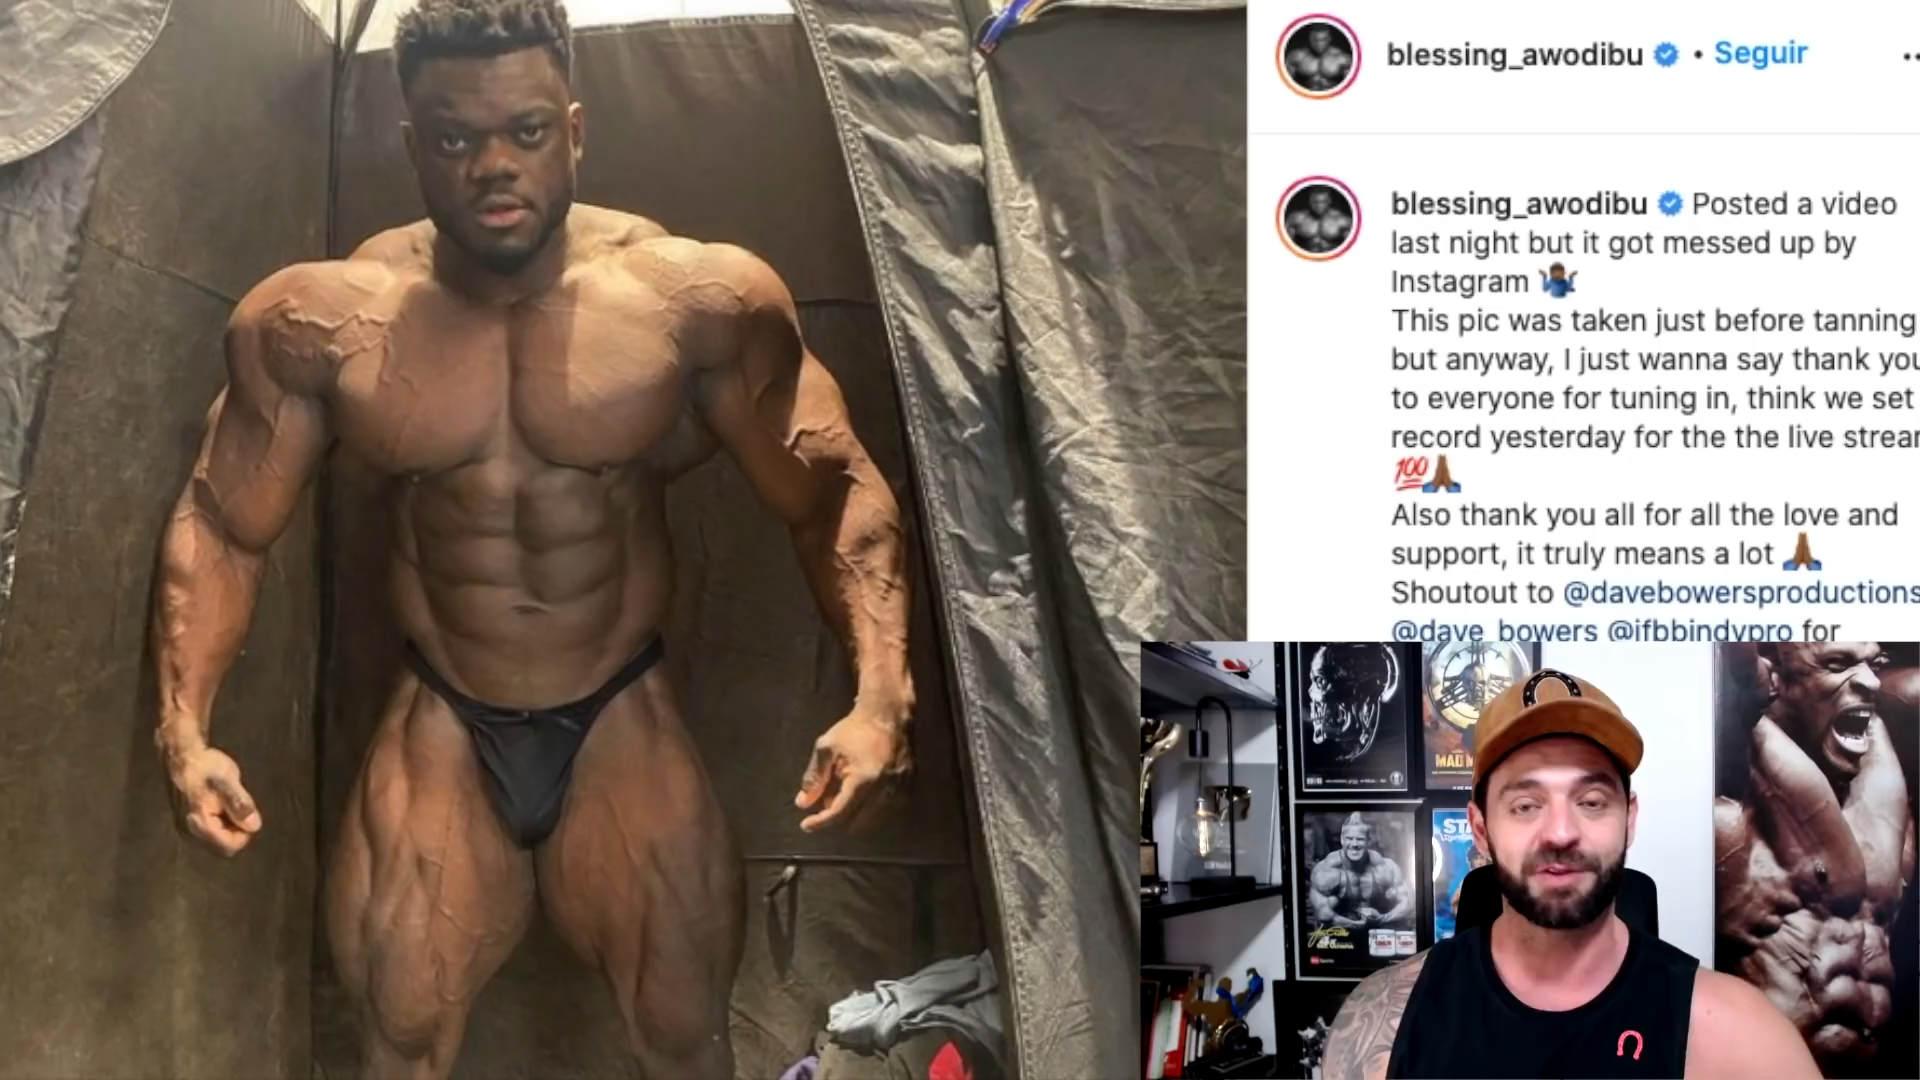 blessing_awodibu • Seguir
blessing_awodibu Posted a video
last night but it got messed up by
Instagram 🤷🏾‍♂️
This pic was taken just before tanning
but anyway, I just wanna say thank you
to everyone for tuning in, think we set
record yesterday for the the live strea
💯🙏🏾
Also thank you all for all the love and
support, it truly means a lot 🙏🏾
Shoutout to @davebowersproductions
@dave_bowers @ifbbindypro for
MAD M
STA